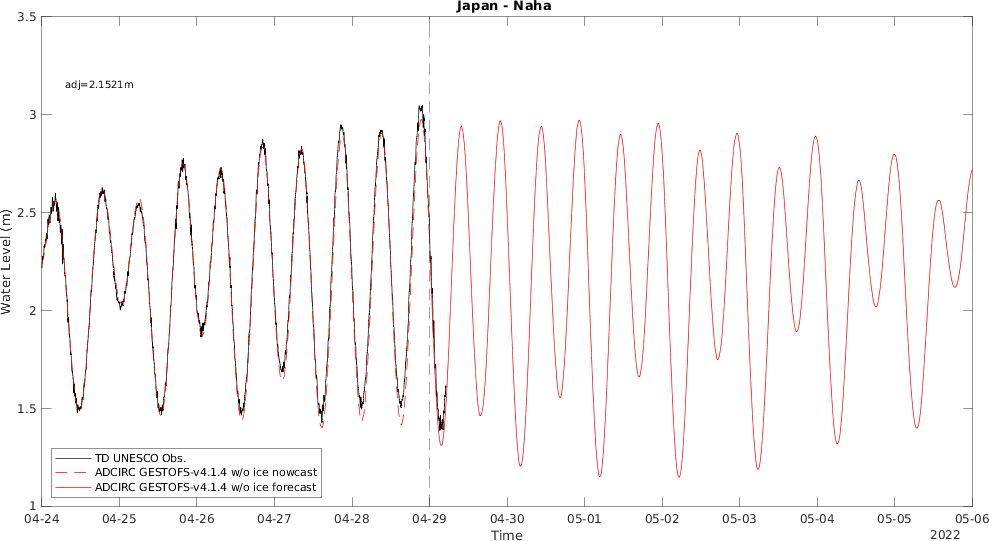 Japan - Naha
3.5
3
2.5
2
1.5
1
Water Level (m)
adj=2.1521m
TD UNESCO Obs.
ADCIRC GESTOFS-v4.1.4 w/o ice nowcast
ADCIRC GESTOFS-v4.1.4 w/o ice forecast
04-24 04-25 04-26 04-27 04-28 04-29 04-30 05-01 05-02 05-03 05-04 05-05 05-06
Time
2022